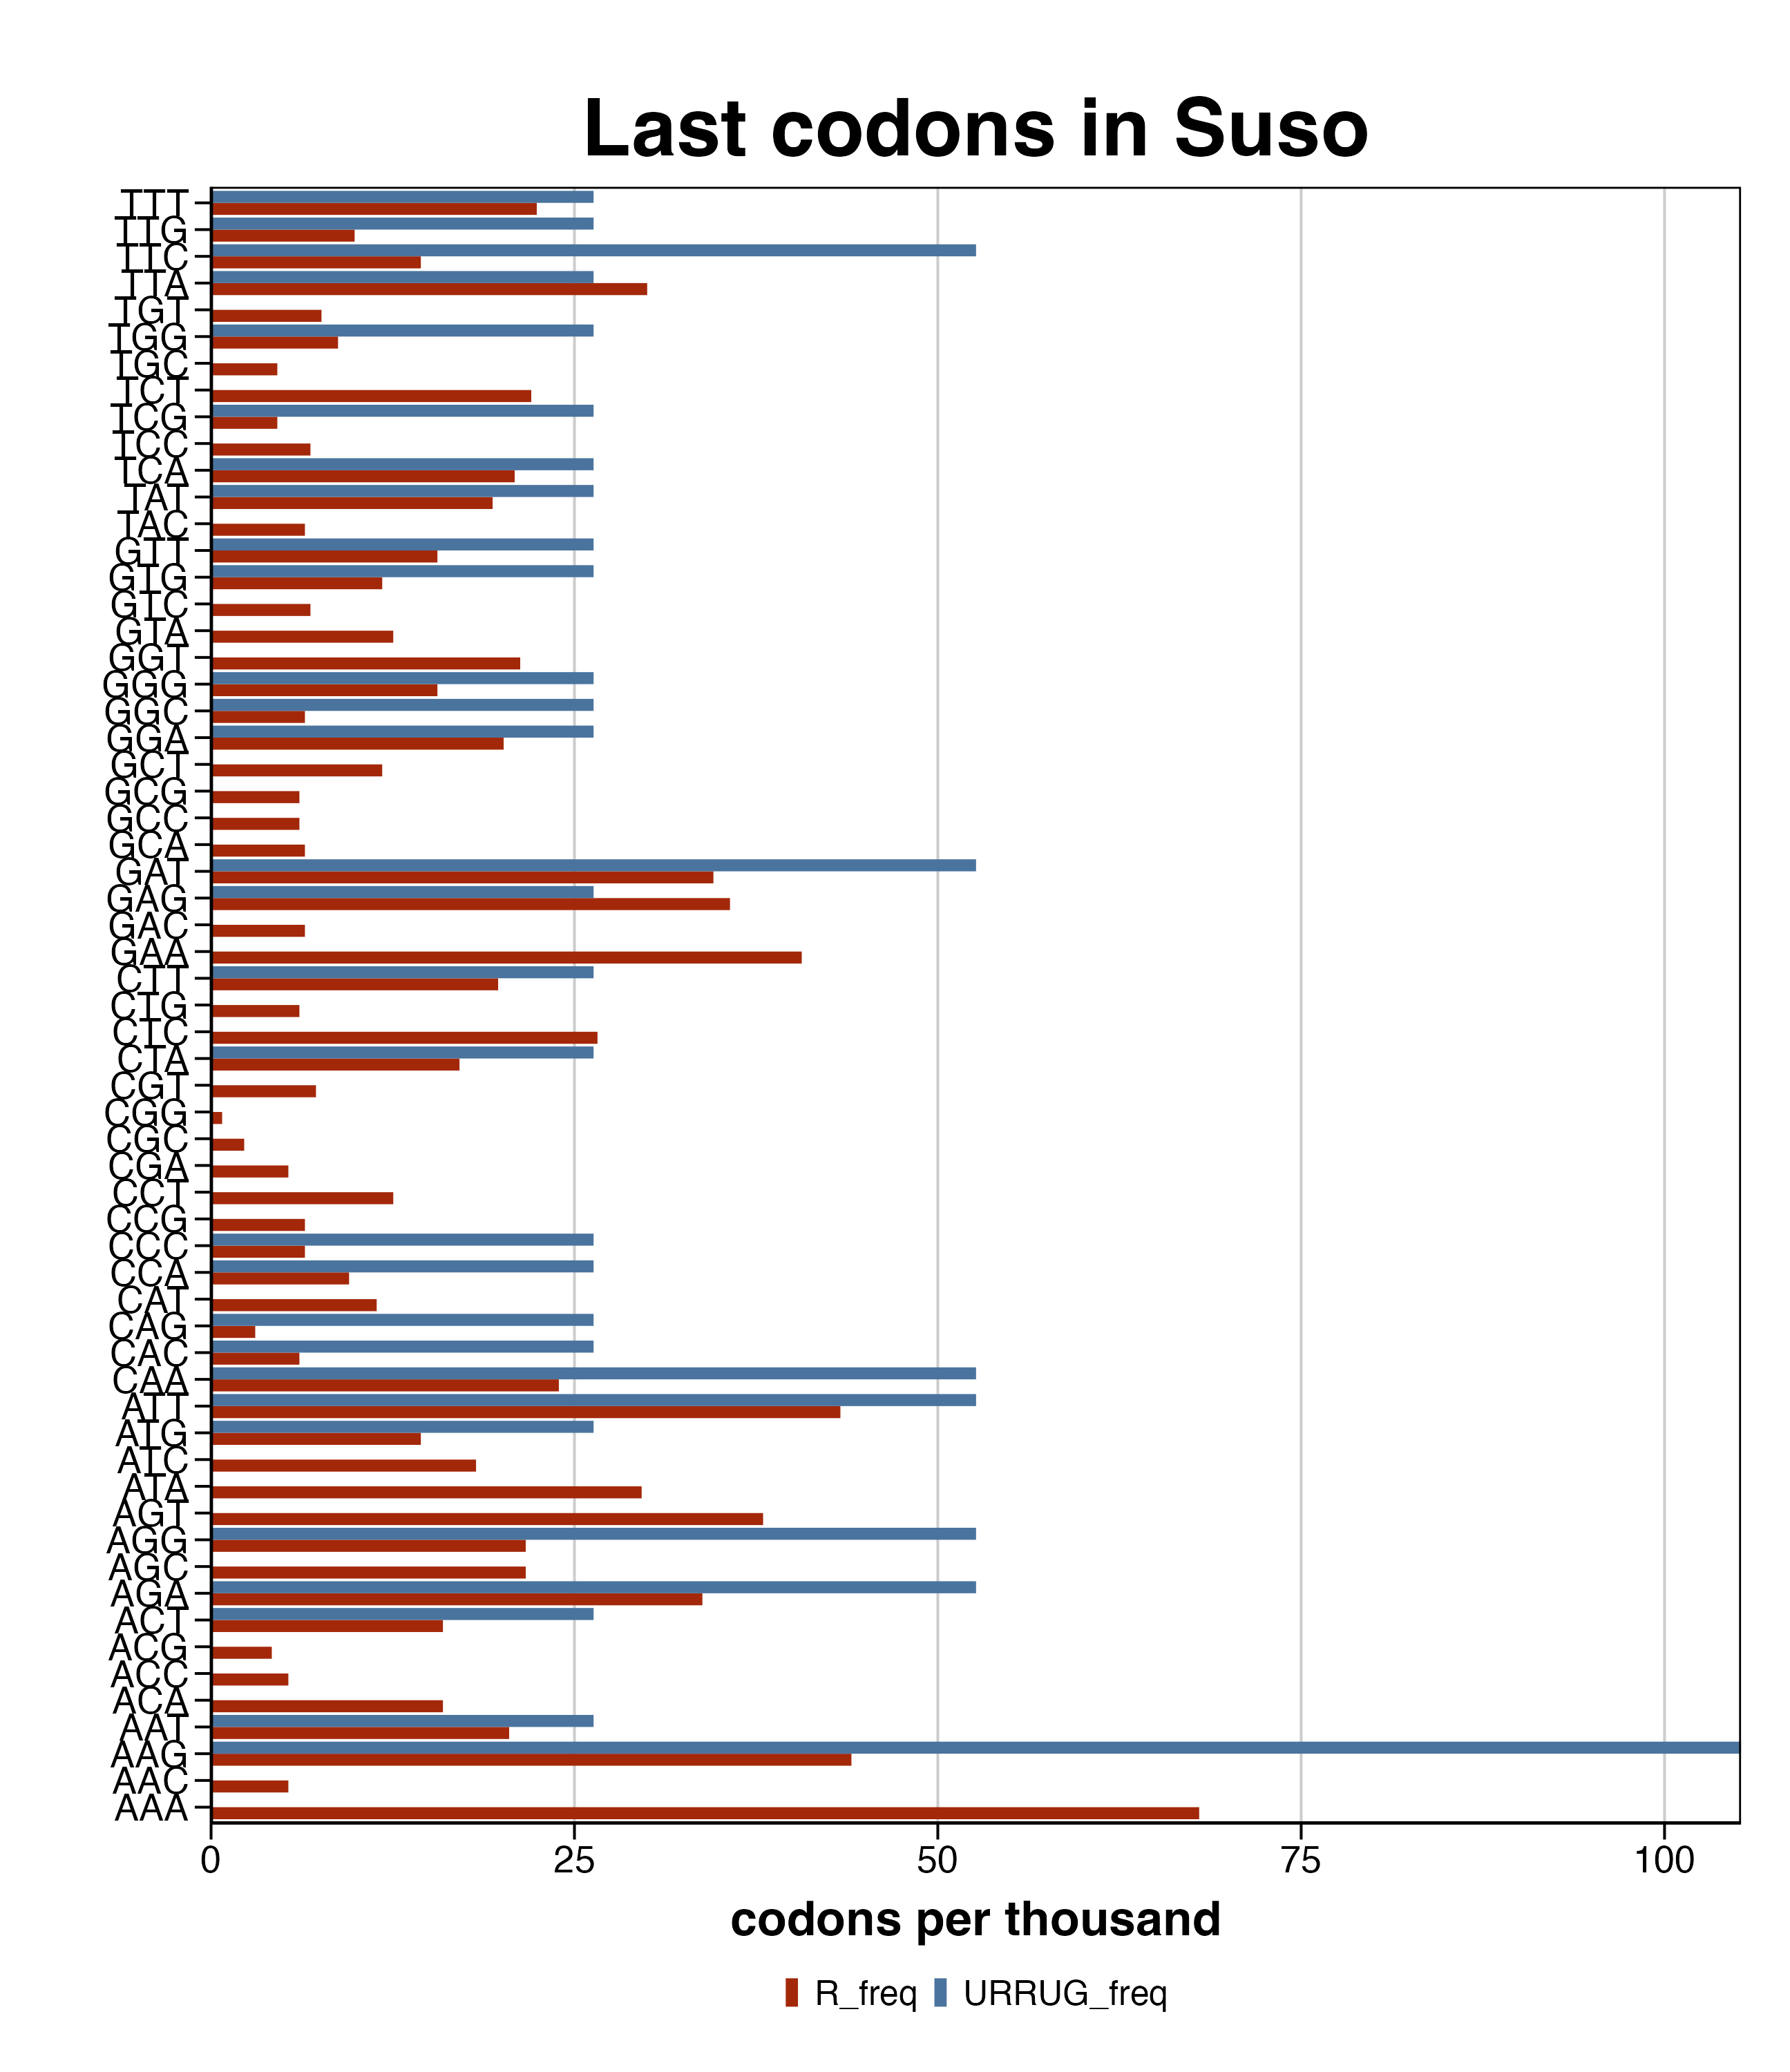 Last codons in Suso
TTT
TTG
TTC
TTA
TGT
TGG
TGC
TCT
TCG
TCC
TCA
TAT
TAC
GTT
GTG
GTC
GTA
GGT
GGG
GGC
GGA
GCT
GCG
GCC
GCA
GAT
GAG
GAC
GAA
CTT
CTG
CTC
CTA
CGT
CGG
CGC
CGA
CCT
CCG
CCC
CCA
CAT
CAG
CAC
CAA
ATT
ATG
ATC
ATA
AGT
AGG
AGC
AGA
ACT
ACG
ACC
ACA
AAT
AAG
AAC
AAA
0 25 50 75 100
codons per thousand
R_freq URRUG_freq